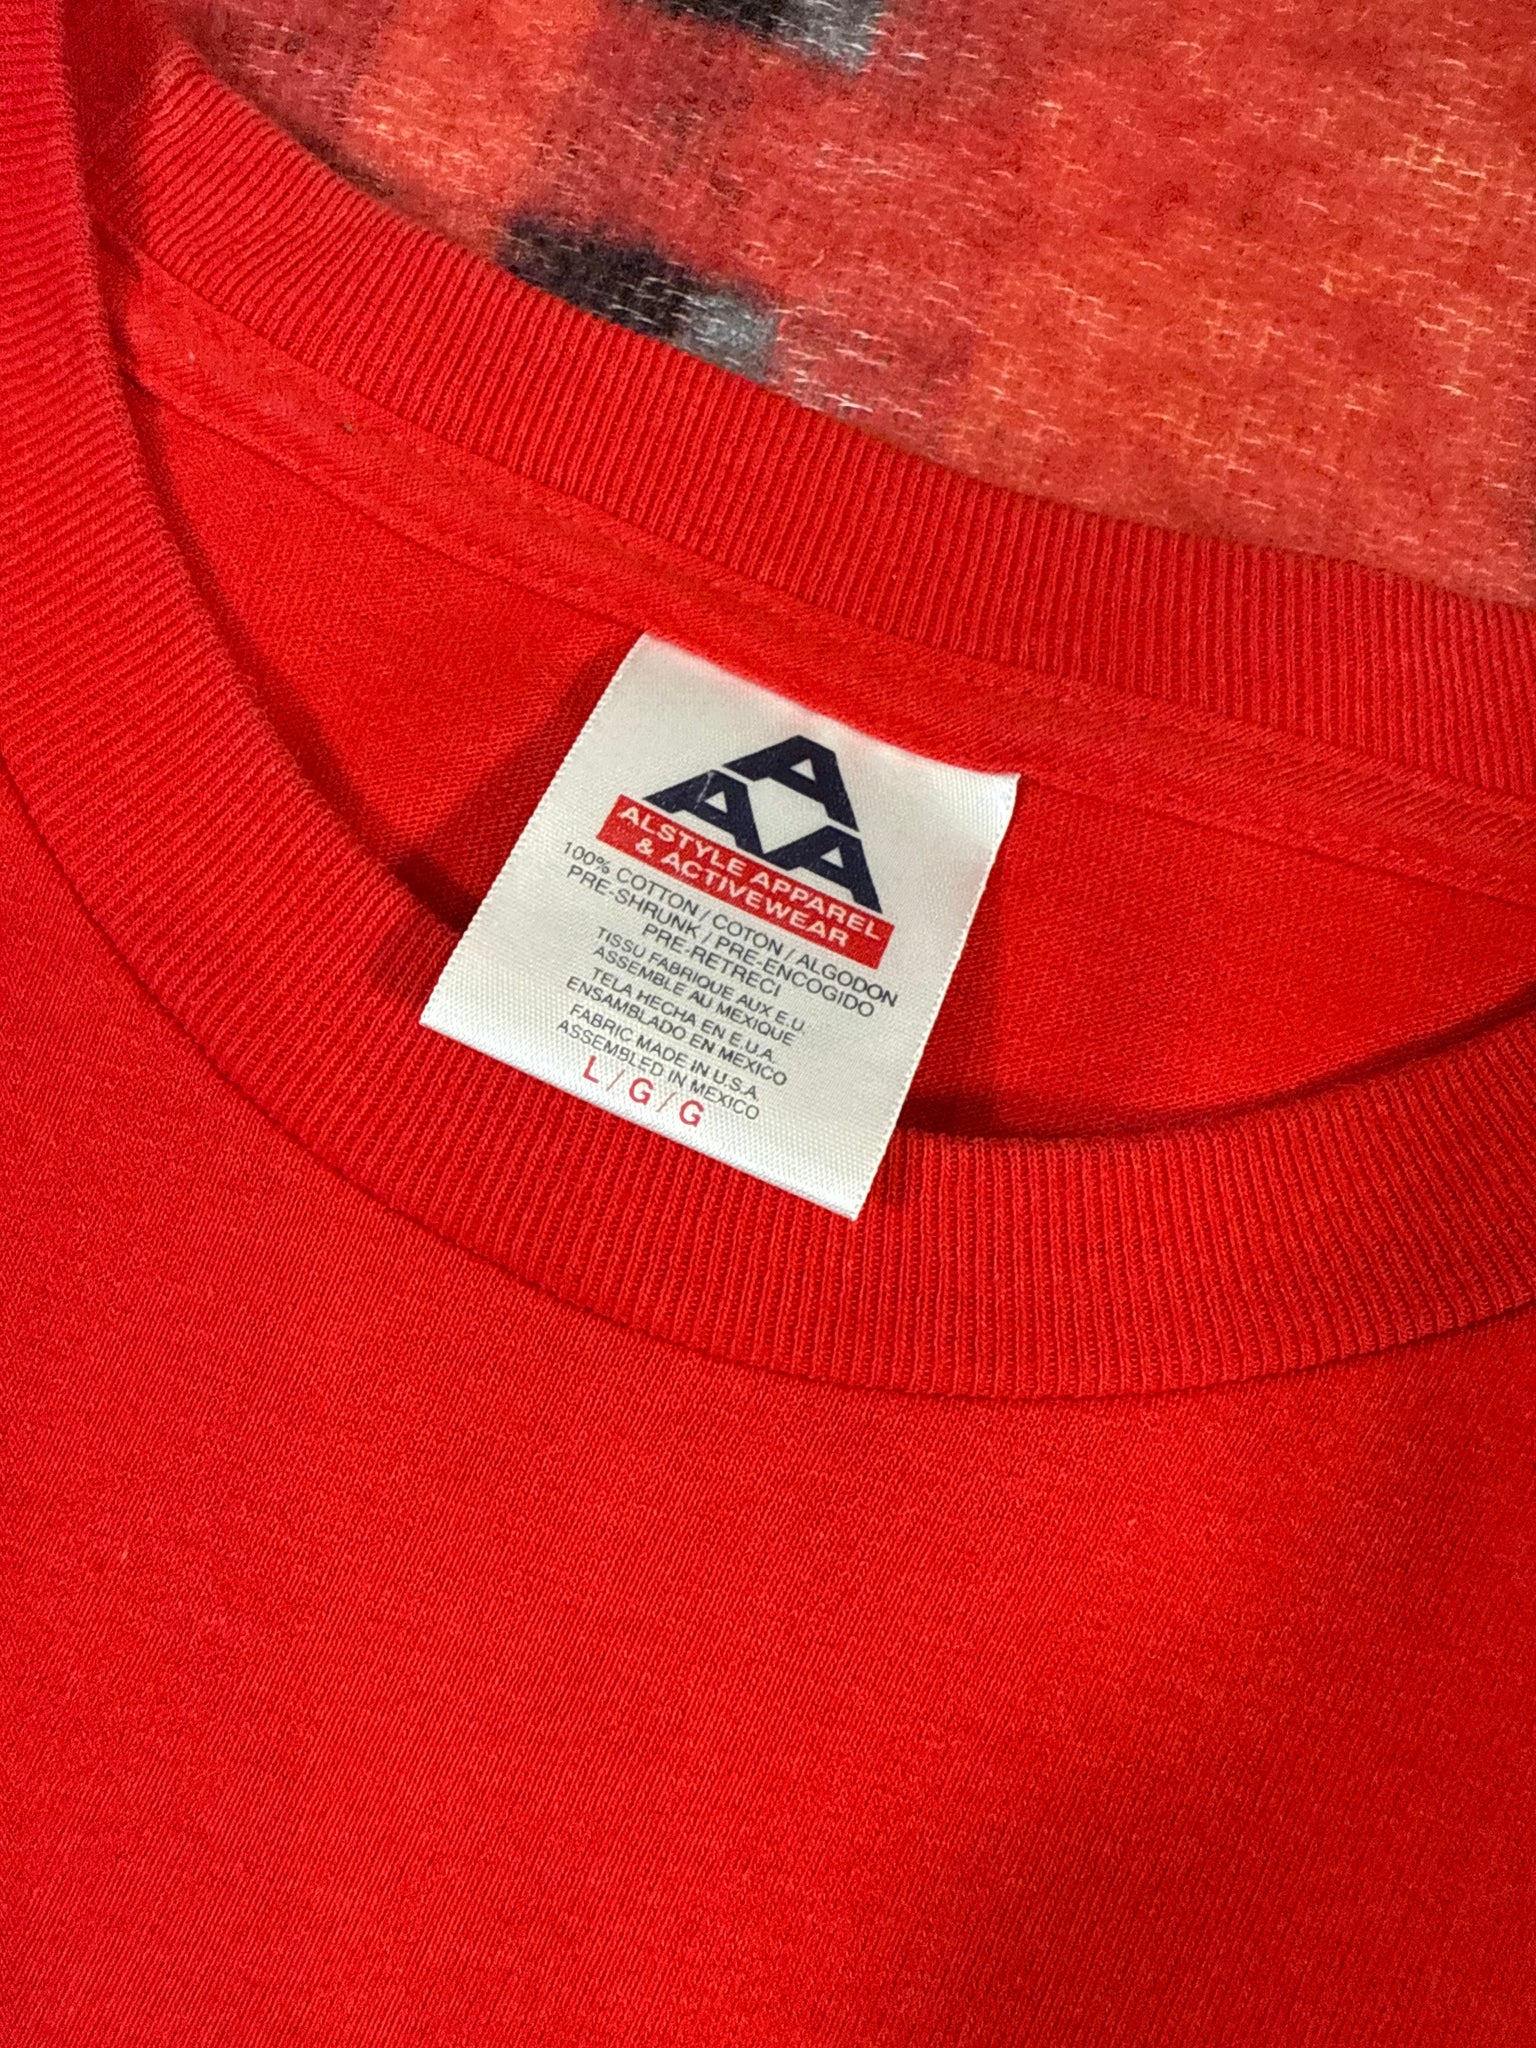 AAA
ALSTYLE APPAREL
& ACTIVEWEAR
100% COTTON / COTON / ALGODON
PRE-SHRUNK / PRE-ENCOGIDO
PRE-RETRECI
TISSU FABRIQUE AUX E.U.
ASSEMBLE AU MEXIQUE
TELA HECHA EN E.U.A.
ENSAMBLADO EN MEXICO
FABRIC MADE IN U.S.A
ASSEMBLED IN MEXICO
L / G / G